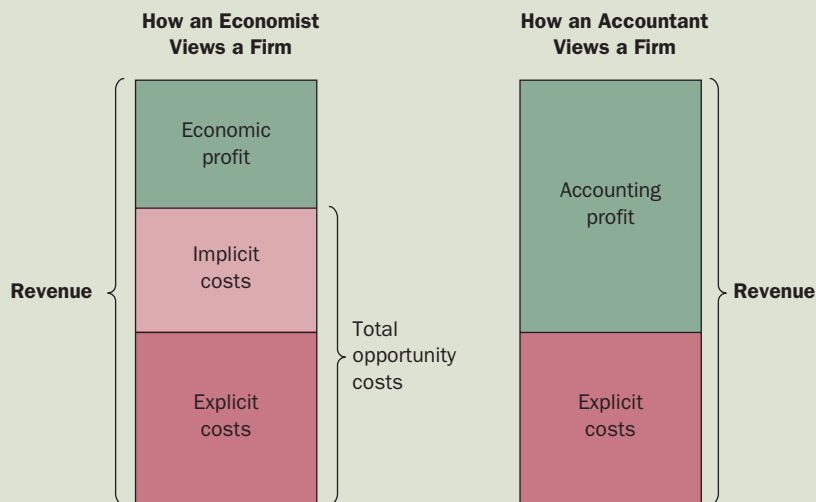 How an Economist
Views a Firm
How an Accountant
Views a Firm
Economic
profit
Implicit
costs
Explicit
costs
Revenue
Total
opportunity
costs
Accounting
profit
Explicit
costs
Revenue